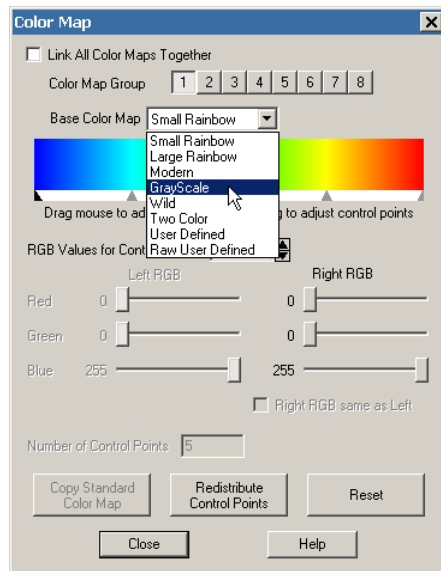 Color Map
Link All Color Maps Together
Color Map Group 1 2 3 4 5 6 7 8
Base Color Map Small Rainbow
Small Rainbow
Large Rainbow
Modern
GrayScale
Wild
Two Color
User Defined
Raw User Defined
Drag mouse to ad g to adjust control points
RGB Values for Cont
Left RGB Right RGB
Red 0 0
Green 0 0
Blue 255 255
Right RGB same as Left
Number of Control Points 5
Copy Standard Color Map
Redistribute Control Points
Reset
Close Help